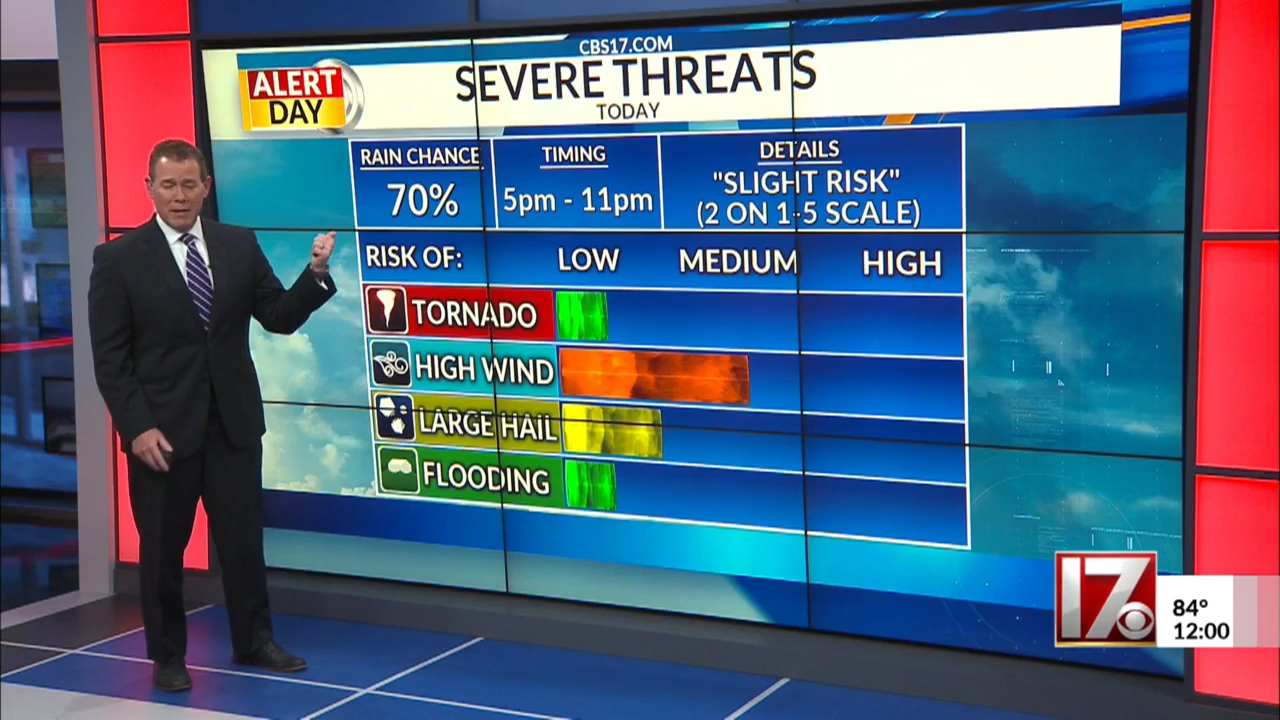 CBS17.COM
ALERT
DAY
SEVERE THREATS
TODAY
RAIN CHANCE
70%
TIMING
5pm - 11pm
DETAILS
"SLIGHT RISK"
(2 ON 1-5 SCALE)
RISK OF:
LOW
MEDIUM
HIGH
TORNADO
HIGH WIND
LARGE HAIL
FLOODING
17
84°
12:00